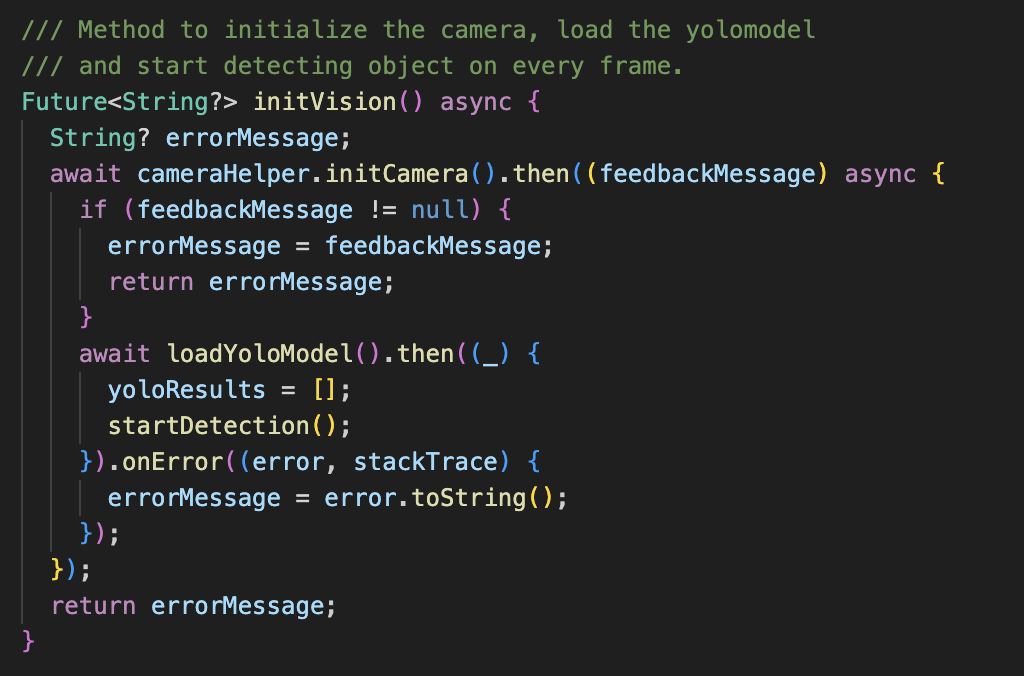 /// Method to initialize the camera, load the yolomodel
/// and start detecting object on every frame.
Future<String?> initVision() async {
  String? errorMessage;
  await cameraHelper.initCamera().then((feedbackMessage) async {
    if (feedbackMessage != null) {
      errorMessage = feedbackMessage;
      return errorMessage;
    }
    await loadYoloModel().then((_) {
      yoloResults = [];
      startDetection();
    }).onError((error, stackTrace) {
      errorMessage = error.toString();
    });
  });
  return errorMessage;
}